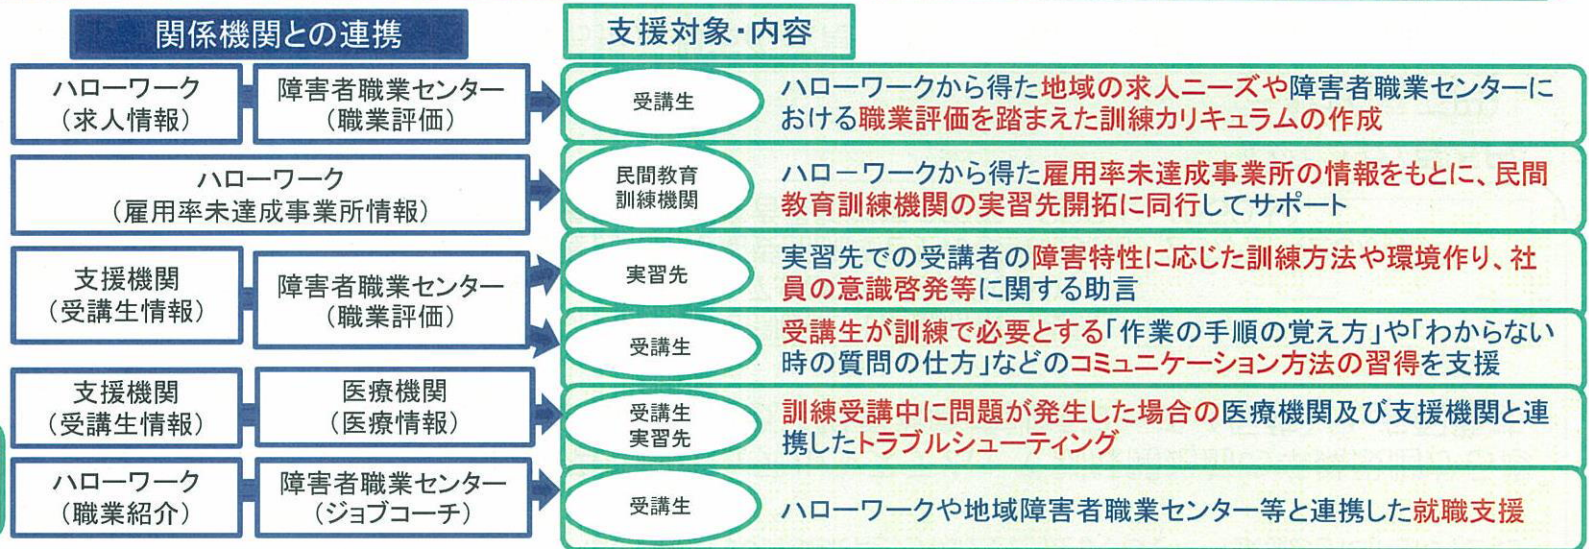 関係機関との連携
支援対象・内容
ハローワーク
(求人情報)
障害者職業センター
(職業評価)
受講生
ハローワークから得た地域の求人ニーズや障害者職業センターに
おける職業評価を踏まえた訓練カリキュラムの作成
ハローワーク
(雇用率未達成事業所情報)
民間教育
訓練機関
ハローワークから得た雇用率未達成事業所の情報をもとに、民間
教育訓練機関の実習先開拓に同行してサポート
支援機関
(受講生情報)
障害者職業センター
(職業評価)
実習先
実習先での受講者の障害特性に応じた訓練方法や環境作り、社
員の意識啓発等に関する助言
受講生
受講生が訓練で必要とする「作業の手順の覚え方」や「わからない
時の質問の仕方」などのコミュニケーション方法の習得を支援
支援機関
(受講生情報)
医療機関
(医療情報)
受講生
実習先
訓練受講中に問題が発生した場合の医療機関及び支援機関と連
携したトラブルシューティング
ハローワーク
(職業紹介)
障害者職業センター
(ジョブコーチ)
受講生
ハローワークや地域障害者職業センター等と連携した就職支援